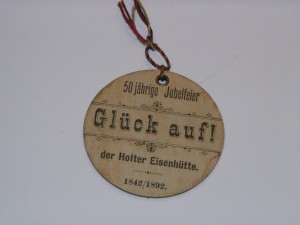 50 jährige Jubelfeier
Glück auf!
der Holter Eisenhütte.
1842/1892.